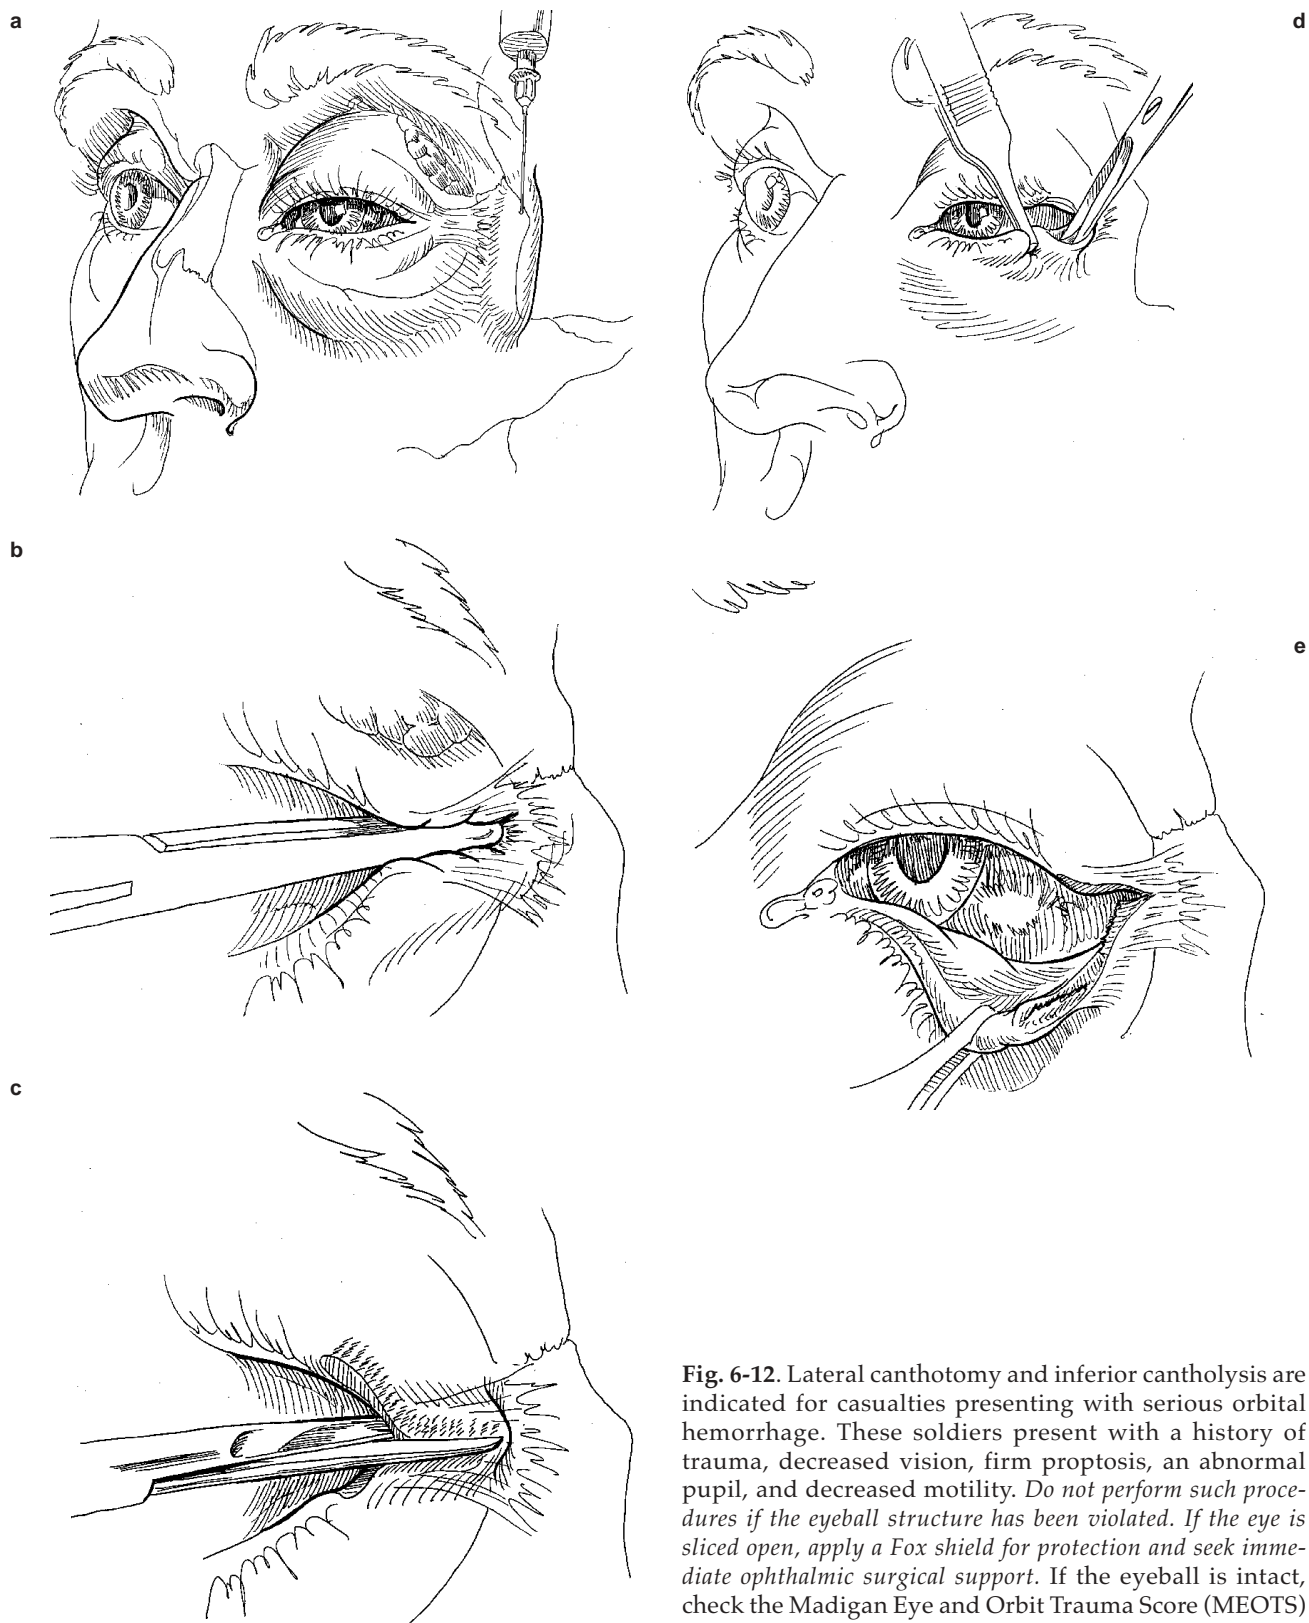 a
d
b
e
c
Fig. 6-12. Lateral canthotomy and inferior cantholysis are
indicated for casualties presenting with serious orbital
hemorrhage. These soldiers present with a history of
trauma, decreased vision, firm proptosis, an abnormal
pupil, and decreased motility. Do not perform such proce-
dures if the eyeball structure has been violated. If the eye is
sliced open, apply a Fox shield for protection and seek imme-
diate ophthalmic surgical support. If the eyeball is intact,
check the Madigan Eye and Orbit Trauma Score (MEOTS)